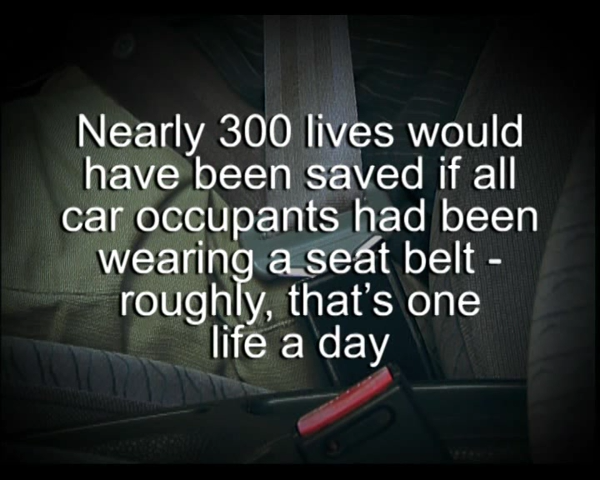 Nearly 300 lives would
have been saved if all
car occupants had been
wearing a seat belt -
roughly, that's one
life a day